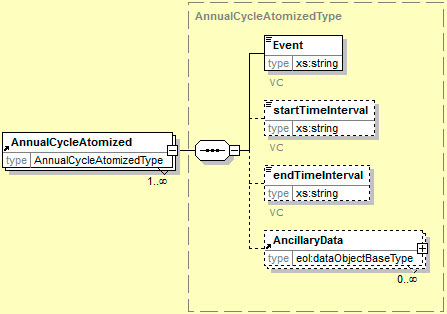 AnnualCycleAtomizedType
Event
type xs:string
VC
startTimeInterval
type xs:string
VC
AnnualCycleAtomized
type AnnualCycleAtomizedType
1..∞
endTimeInterval
type xs:string
VC
AncillaryData
type eol:dataObjectBaseType
0..∞